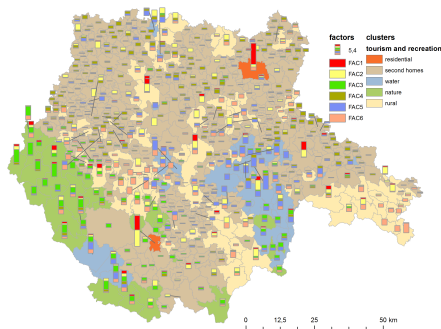 factors
5,4
FAC1
FAC2
FAC3
FAC4
FAC5
FAC6
clusters
tourism and recreation
residential
second homes
water
nature
rural
0 12,5 25 50 km